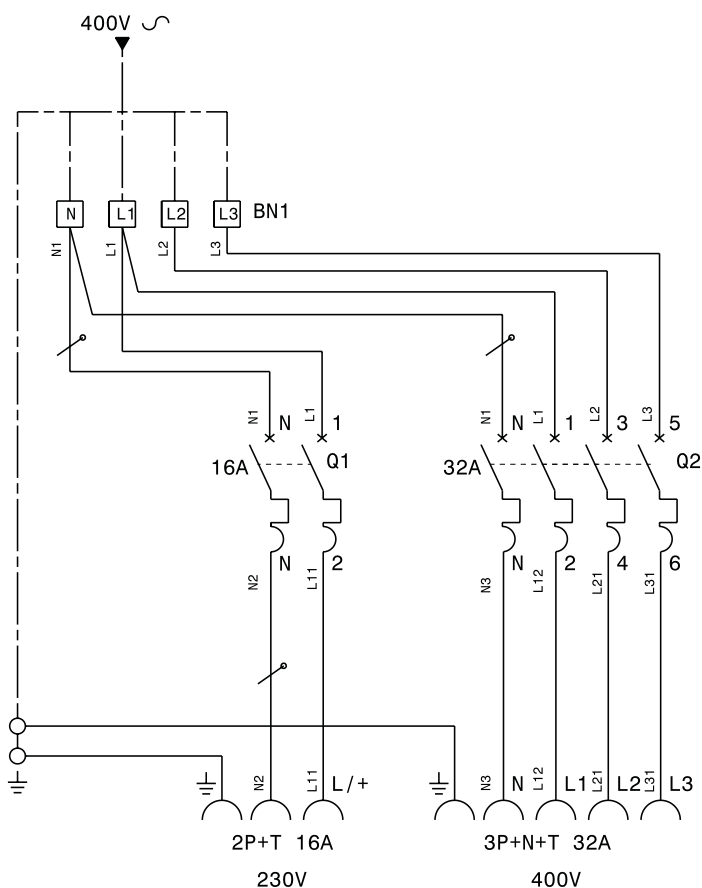 400V
N L1 L2 L3 BN1
N1 L1 L2 L3
N1 N L1 1 N1 N L1 1 L2 3 L3 5
16A Q1 32A Q2
N 2 N 2 4 6
N2 L11 N3 L12 L21 L31
N2 L11 L/+ N3 N L12 L1 L21 L2 L31 L3
2P+T 16A 3P+N+T 32A
230V 400V